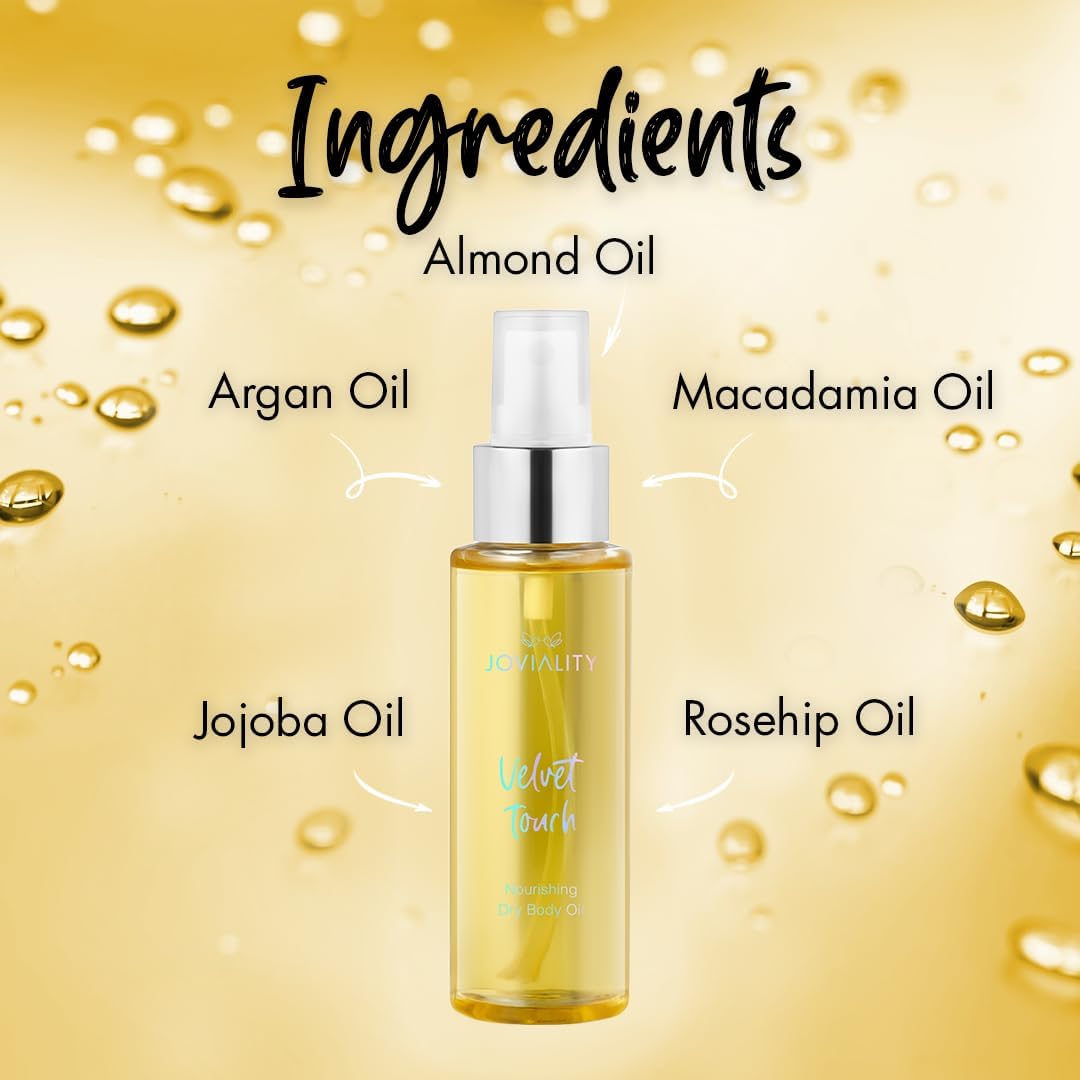 Ingredients
Almond Oil
Argan Oil
Macadamia Oil
JOVIALITY
Jojoba Oil
Rosehip Oil
Velvet
Touch
Nourishing
Dry Body Oil